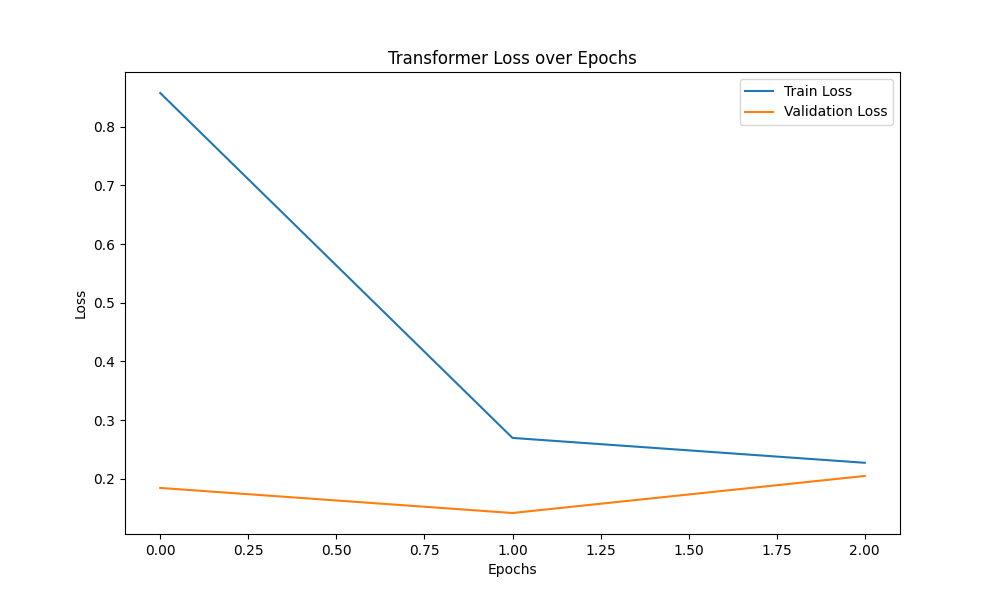 Transformer Loss over Epochs
Train Loss
Validation Loss
0.8
0.7
0.6
0.5
0.4
0.3
0.2
Loss
0.00 0.25 0.50 0.75 1.00 1.25 1.50 1.75 2.00
Epochs